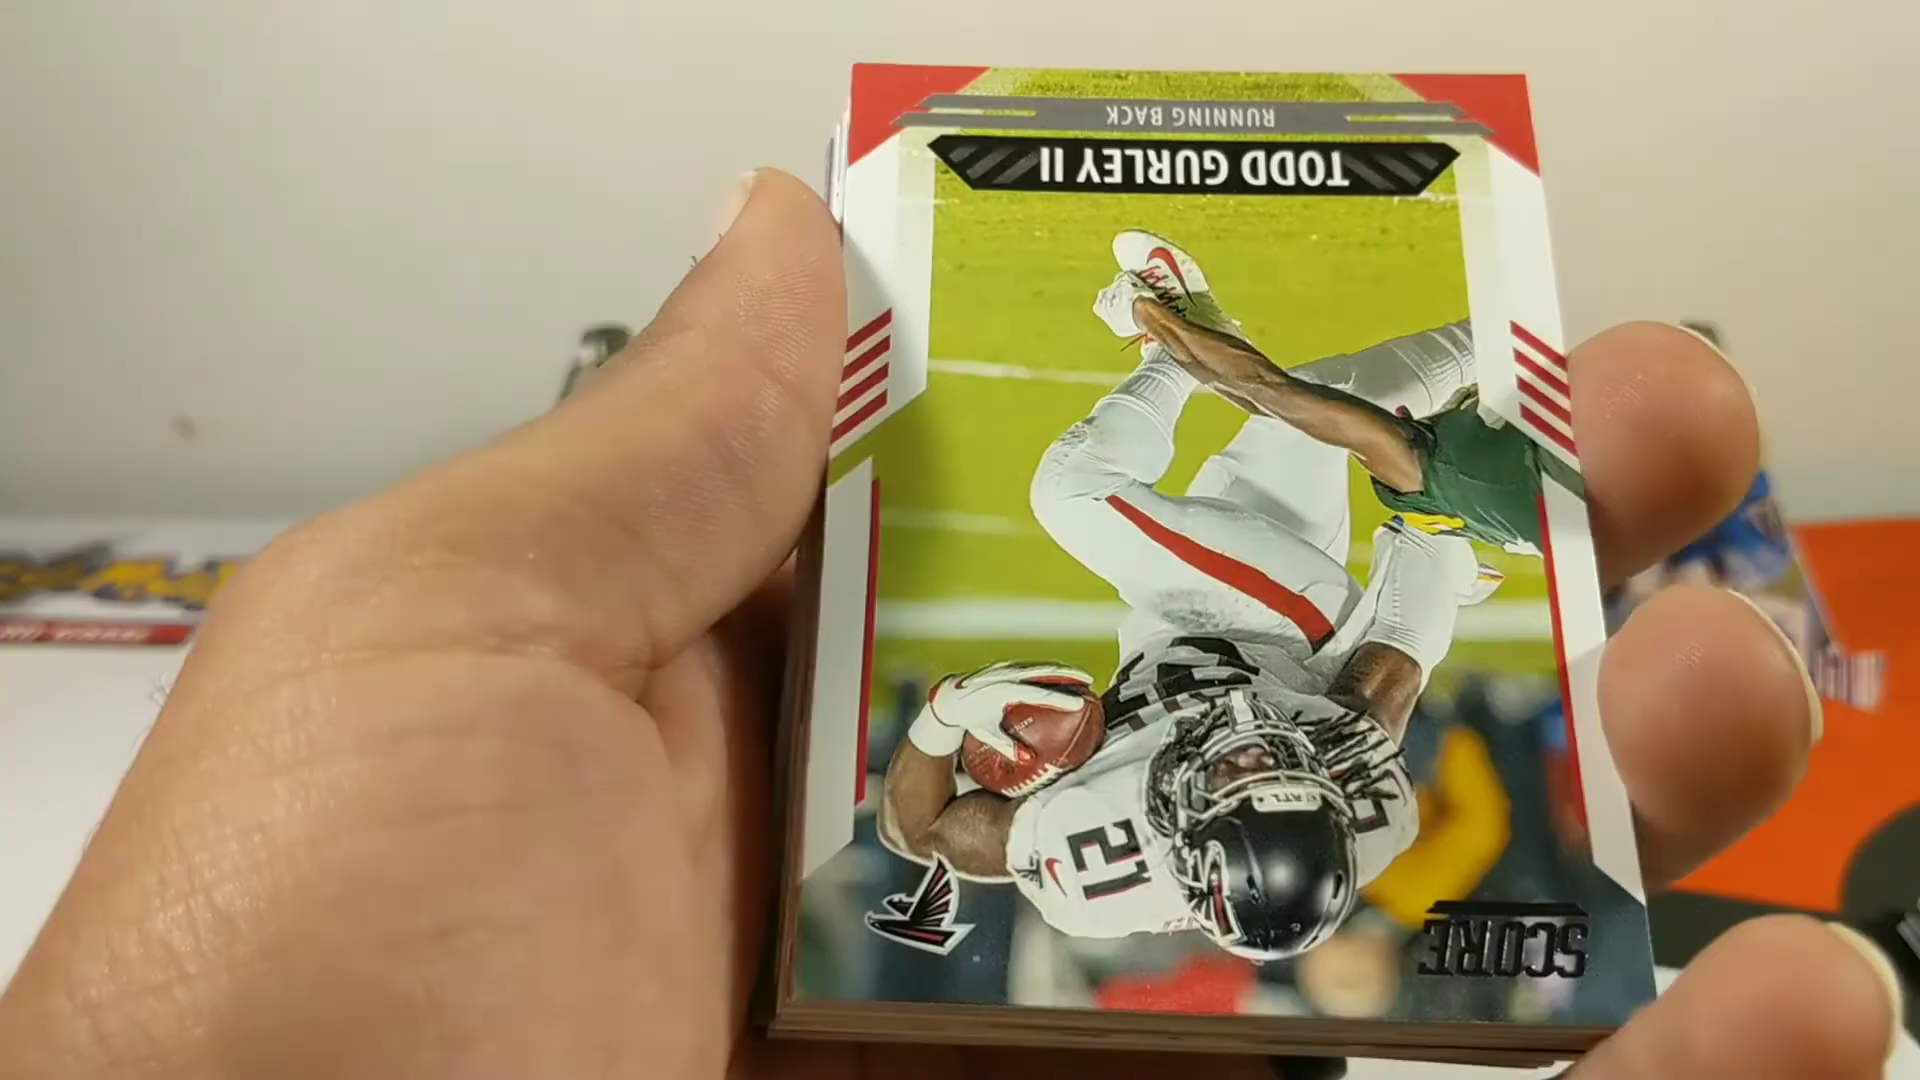 RUNNING BACK
TODD GURLEY II
21
ATL
SCORE